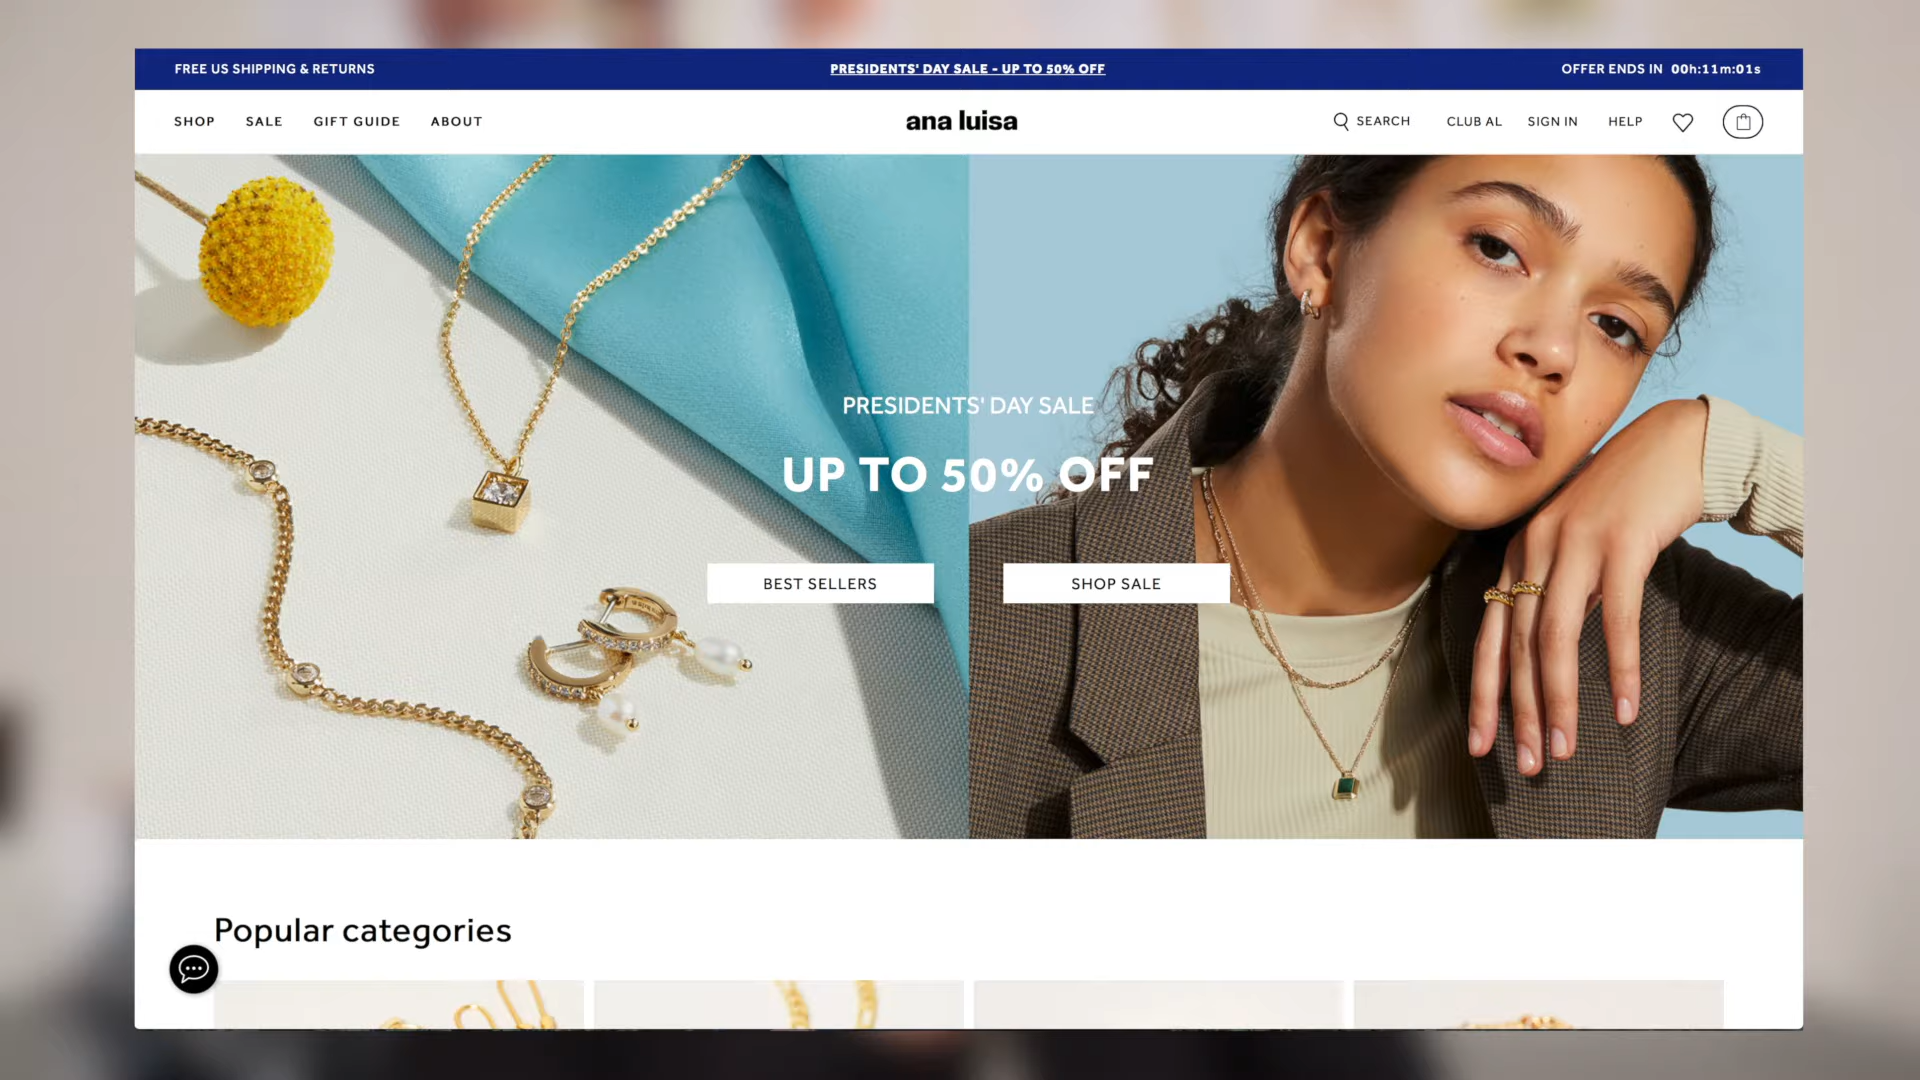 FREE US SHIPPING & RETURNS
PRESIDENTS' DAY SALE - UP TO 50% OFF
OFFER ENDS IN 00h:11m:01s
SHOP
SALE
GIFT GUIDE
ABOUT
ana luisa
SEARCH
CLUB AL
SIGN IN
HELP
PRESIDENTS' DAY SALE
UP TO 50% OFF
BEST SELLERS
SHOP SALE
Popular categories